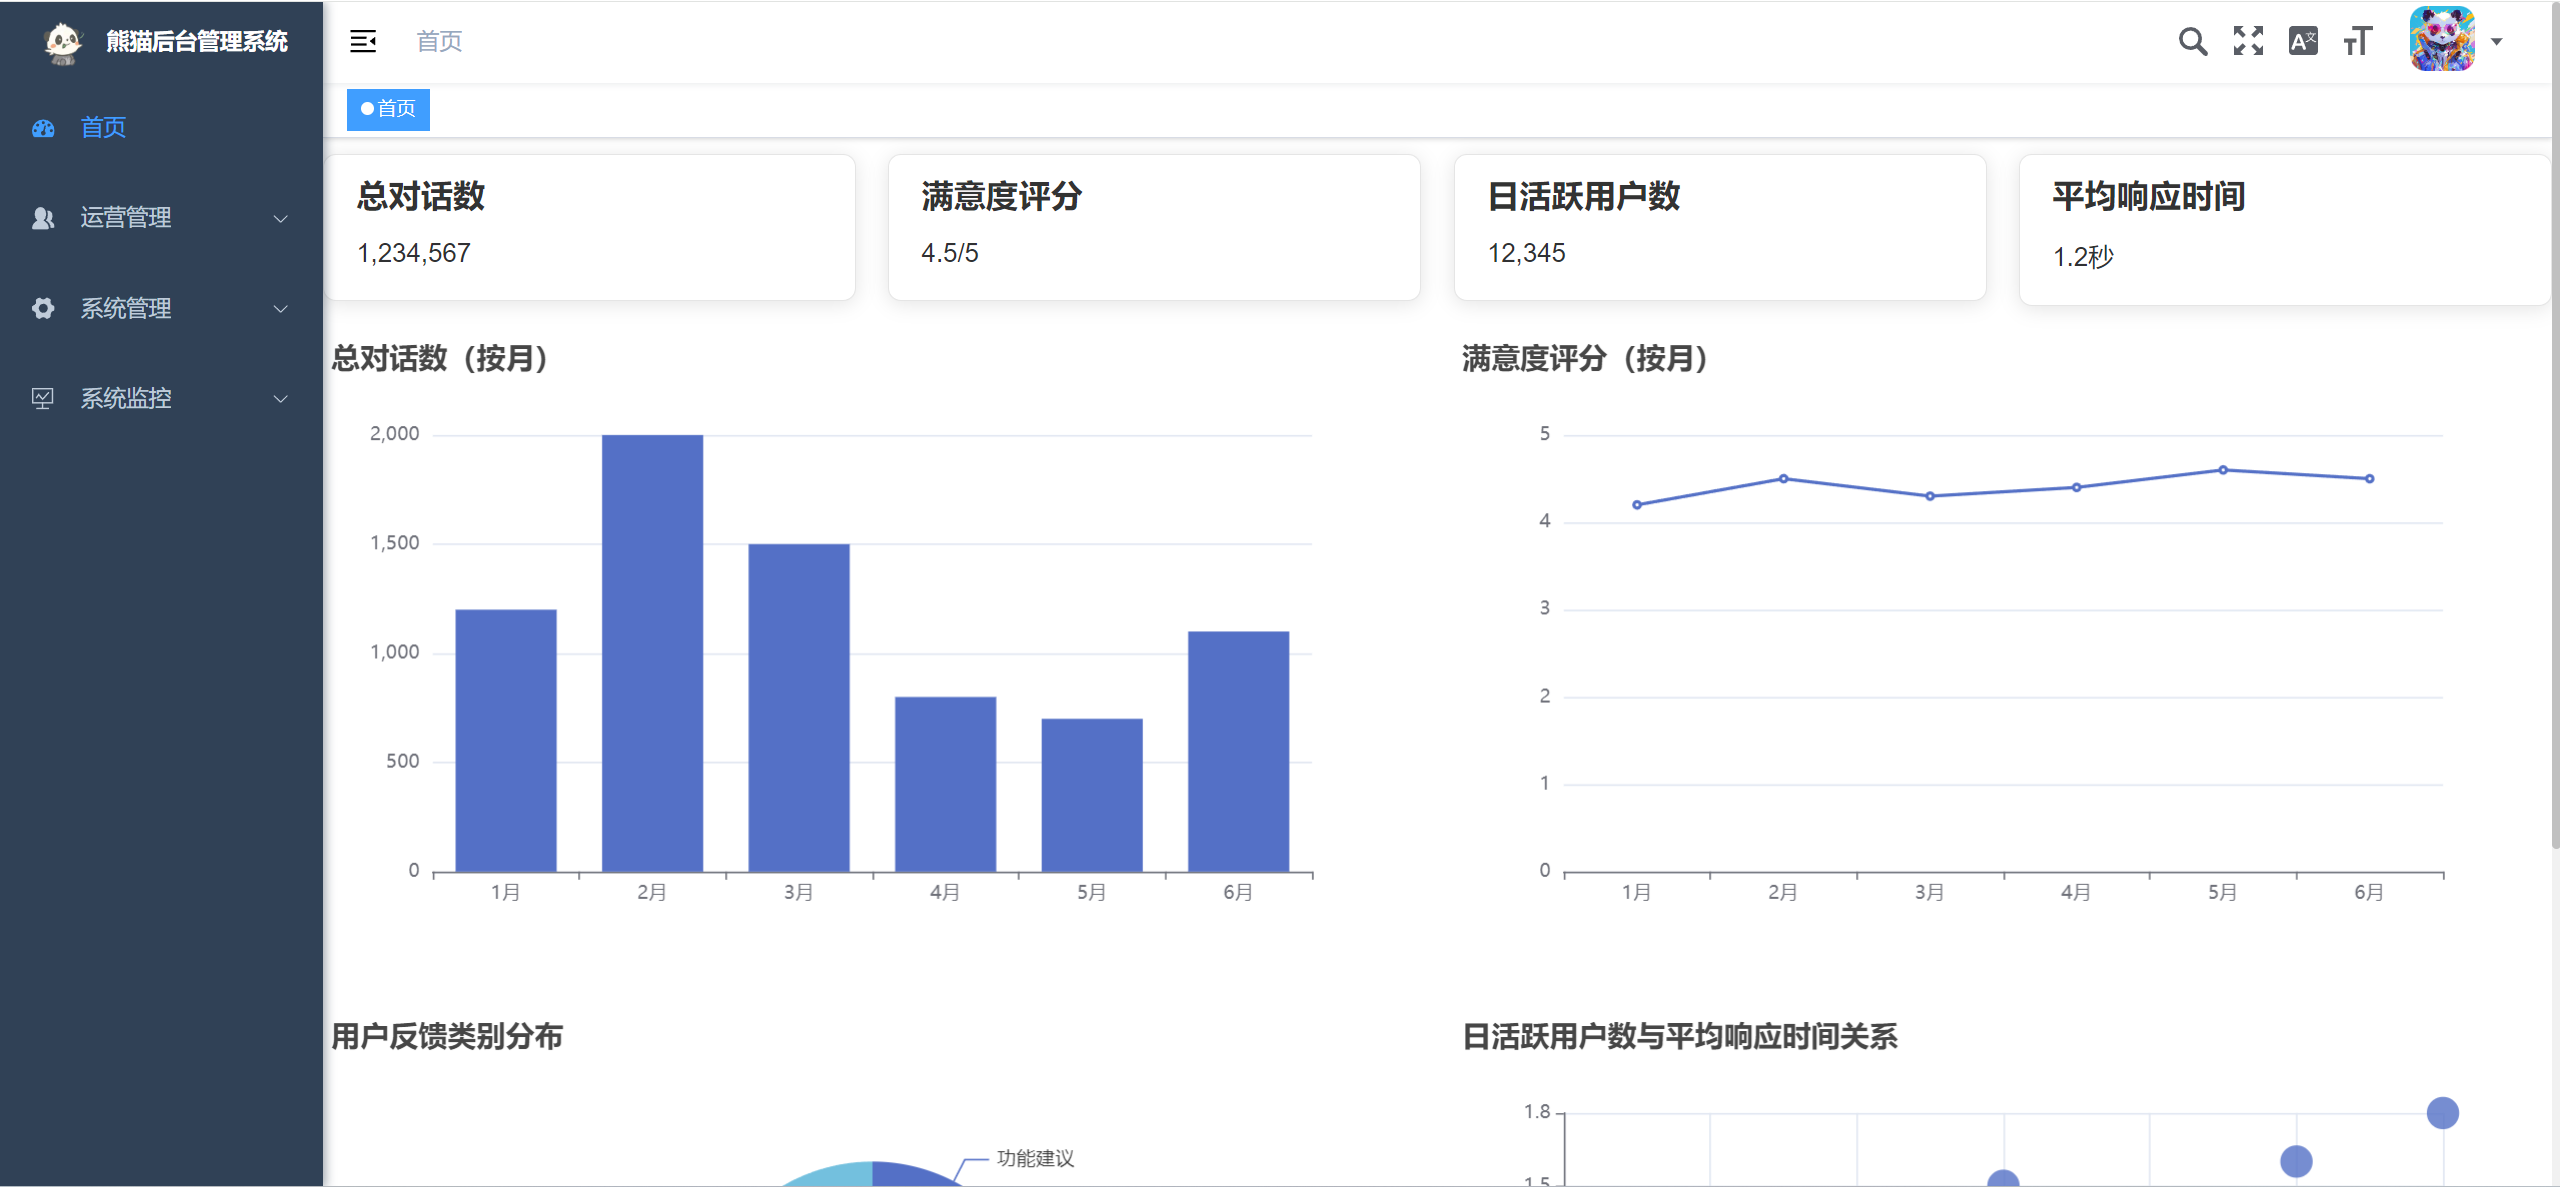 熊猫后台管理系统
首页
首页
运营管理
系统管理
系统监控
首页
总对话数
1,234,567
满意度评分
4.5/5
日活跃用户数
12,345
平均响应时间
1.2秒
总对话数（按月）
2,000
1,500
1,000
500
0
1月 2月 3月 4月 5月 6月
满意度评分（按月）
5
4
3
2
1
0
1月 2月 3月 4月 5月 6月
用户反馈类别分布
功能建议
日活跃用户数与平均响应时间关系
1.8
1.5